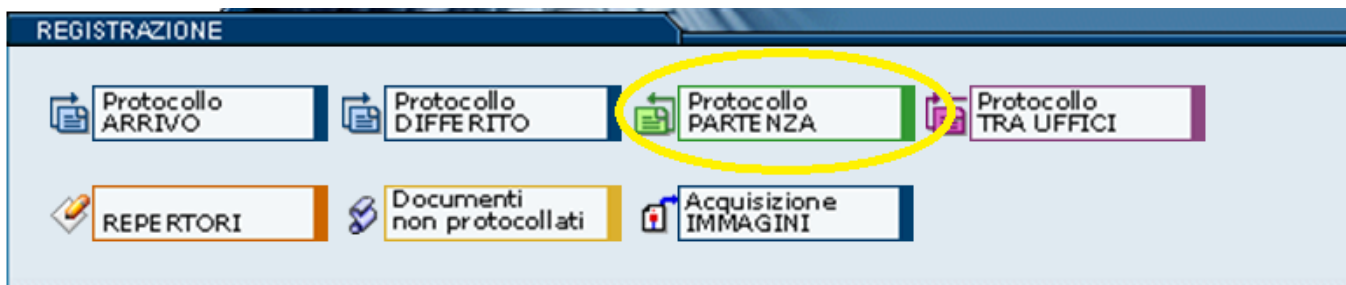 REGISTRAZIONE
Protocollo
ARRIVO
Protocollo
DIFFERITO
Protocollo
PARTENZA
Protocollo
TRA UFFICI
REPERTORI
Documenti
non protocollati
Acquisizione
IMMAGINI